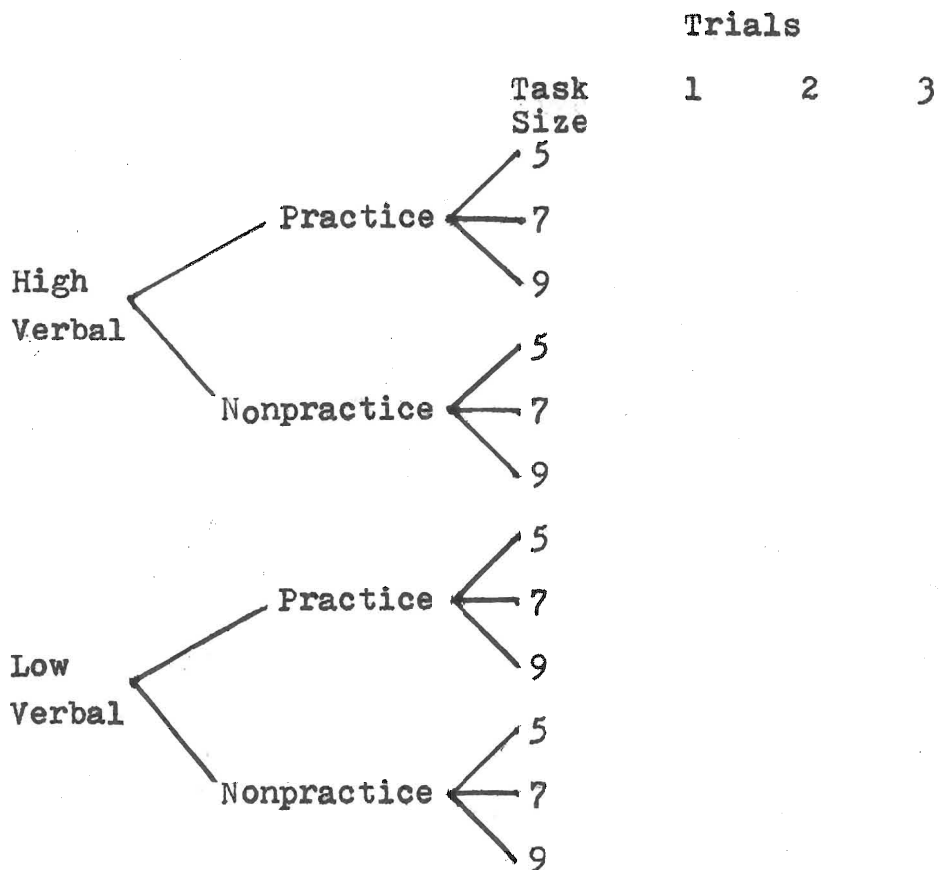 Trials
Task 1 2 3
Size
5
Practice 7
9
High
Verbal
5
Nonpractice 7
9
5
Practice 7
9
Low
Verbal
5
Nonpractice 7
9